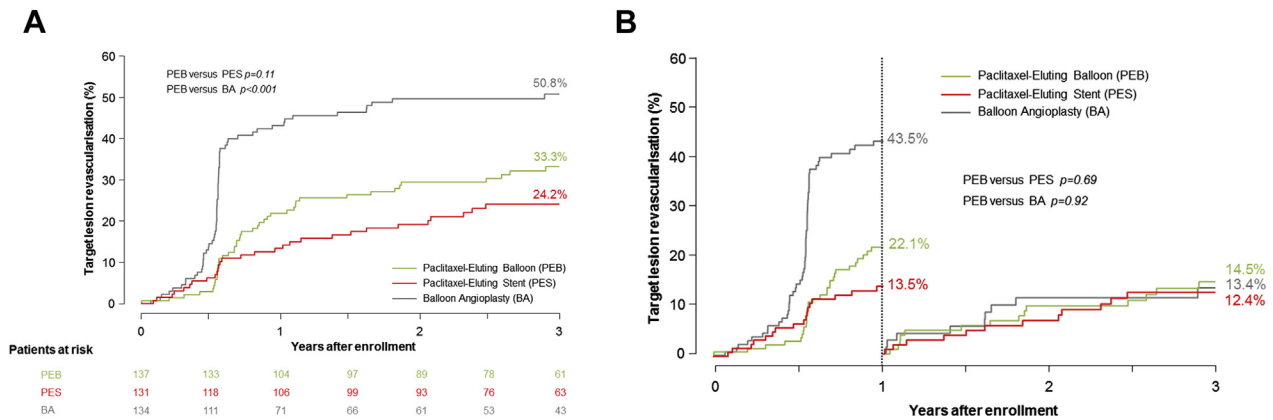 A
Target lesion revascularisation (%)
60
50
40
30
20
10
0
PEB versus PES p=0.11
PEB versus BA p<0.001
50.8%
33.3%
24.2%
Paclitaxel-Eluting Balloon (PEB)
Paclitaxel-Eluting Stent (PES)
Balloon Angioplasty (BA)
0 1 2 3
Years after enrollment
Patients at risk
PEB 137 133 104 97 89 78 61
PES 131 118 106 99 93 76 63
BA 134 111 71 66 61 53 43
B
Target lesion revascularisation (%)
60
50
40
30
20
10
0
Paclitaxel-Eluting Balloon (PEB)
Paclitaxel-Eluting Stent (PES)
Balloon Angioplasty (BA)
43.5%
PEB versus PES p=0.69
PEB versus BA p=0.92
22.1%
13.5%
14.5%
13.4%
12.4%
0 1 2 3
Years after enrollment